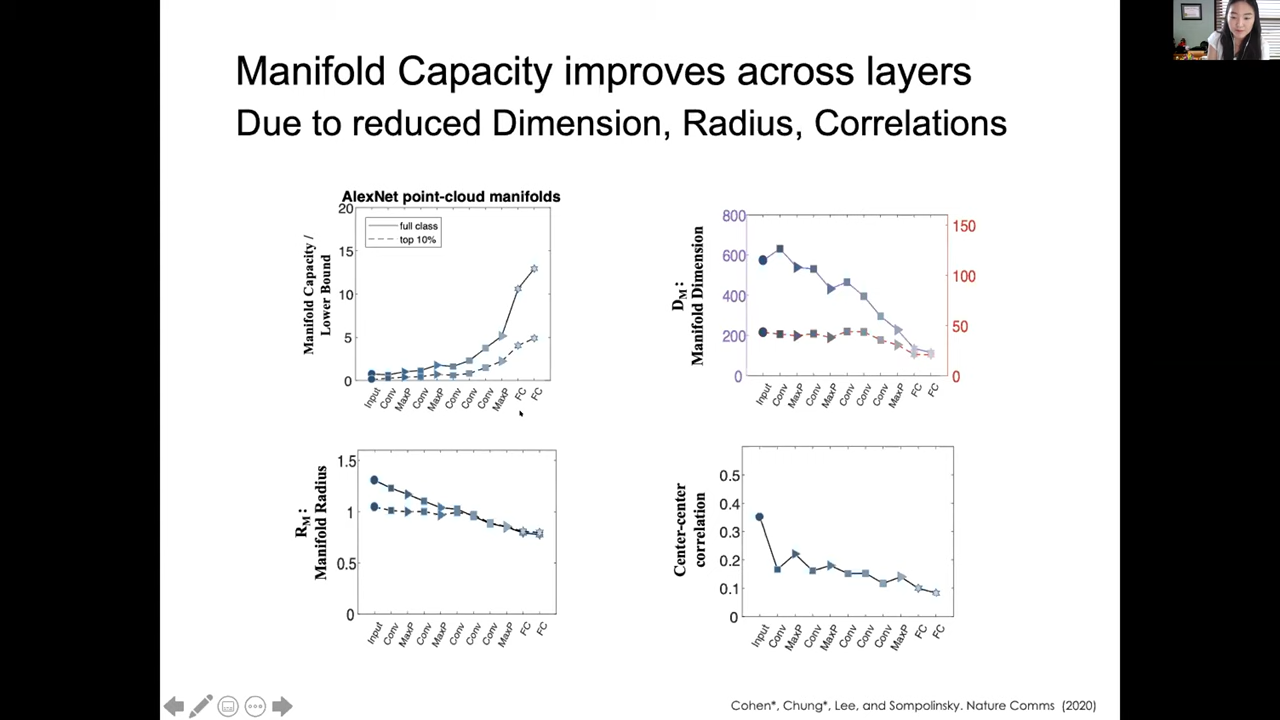 Manifold Capacity improves across layers
Due to reduced Dimension, Radius, Correlations
AlexNet point-cloud manifolds
full class
top 10%
Manifold Capacity /
Lower Bound
20
15
10
5
0
Input
Conv
MaxP
Conv
MaxP
Conv
Conv
Conv
MaxP
FC
FC
D_M:
Manifold Dimension
800
600
400
200
0
150
100
50
0
Input
Conv
MaxP
Conv
MaxP
Conv
Conv
Conv
MaxP
FC
FC
R_M:
Manifold Radius
1.5
1
0.5
0
Input
Conv
MaxP
Conv
MaxP
Conv
Conv
Conv
MaxP
FC
FC
Center-center
correlation
0.5
0.4
0.3
0.2
0.1
0
Input
Conv
MaxP
Conv
MaxP
Conv
Conv
Conv
MaxP
FC
FC
Cohen*, Chung*, Lee, and Sompolinsky. Nature Comms (2020)